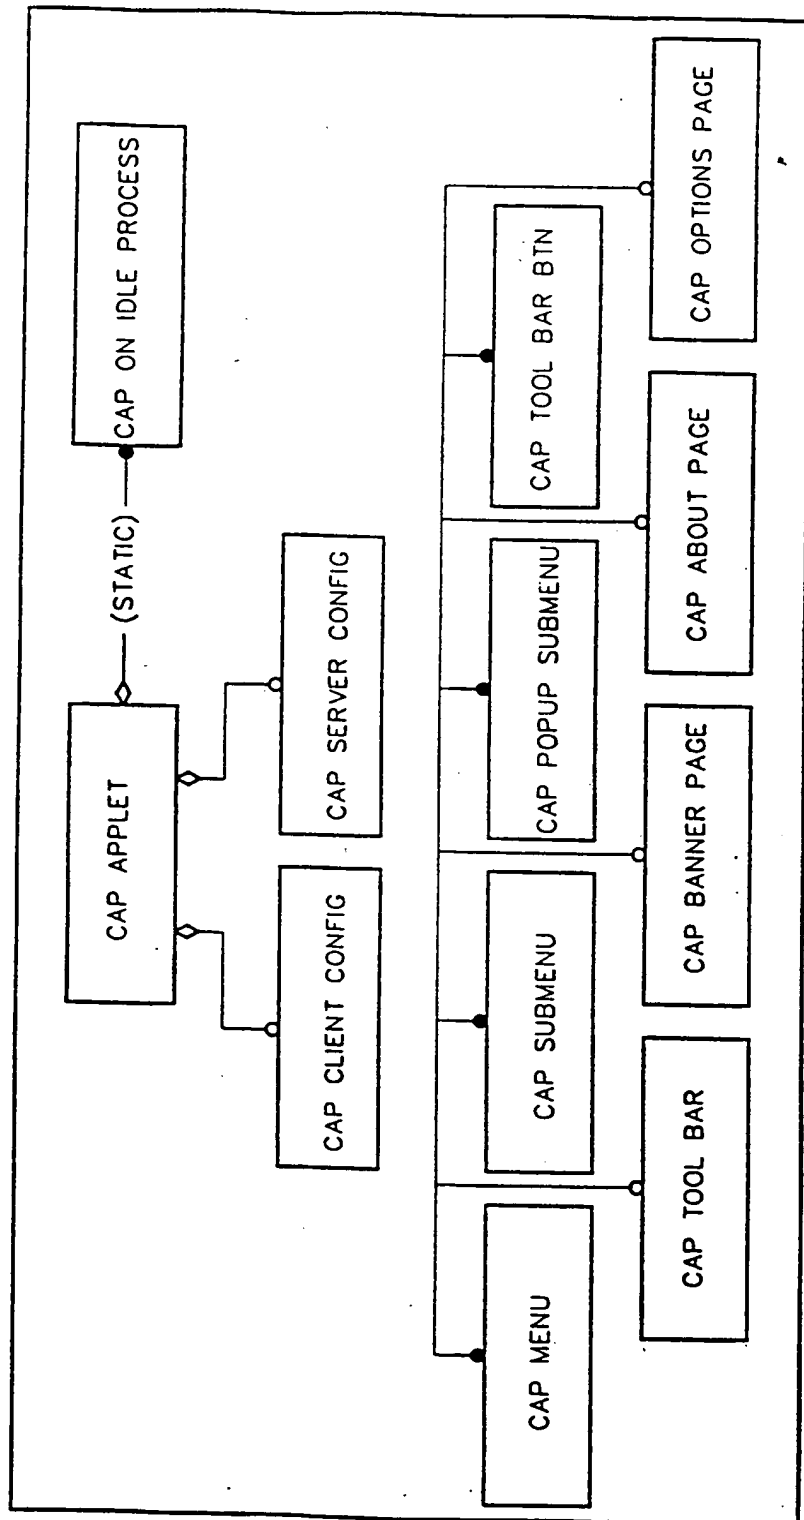 CAP APPLET
(STATIC)
CAP ON IDLE PROCESS
CAP CLIENT CONFIG
CAP SERVER CONFIG
CAP MENU
CAP SUBMENU
CAP POPUP SUBMENU
CAP TOOL BAR BTN
CAP TOOL BAR
CAP BANNER PAGE
CAP ABOUT PAGE
CAP OPTIONS PAGE